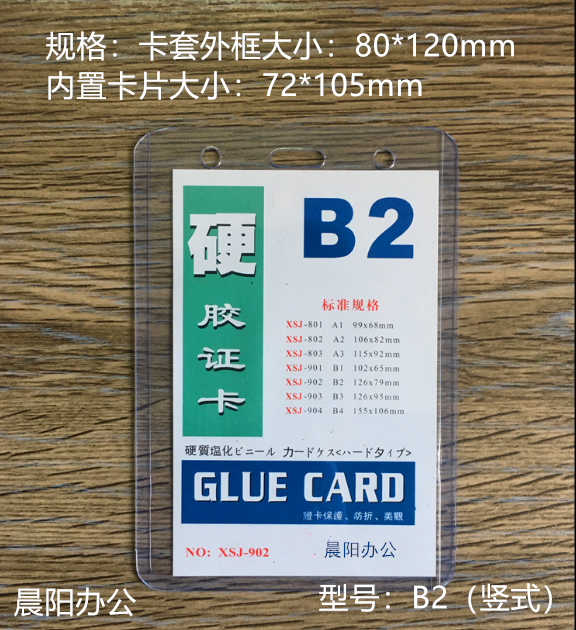 规格：卡套外框大小：80*120mm
内置卡片大小：72*105mm
硬胶证卡
B2
标准规格
XSJ-801 A1 99x68mm
XSJ-802 A2 106x82mm
XSJ-803 A3 115x92mm
XSJ-901 B1 102x65mm
XSJ-902 B2 126x79mm
XSJ-903 B3 126x95mm
XSJ-904 B4 155x106mm
硬質塩化ビニール カードケス<ハードタイプ>
GLUE CARD
證卡保護、防折、美觀
NO: XSJ-902
晨阳办公
晨阳办公
型号：B2（竖式）